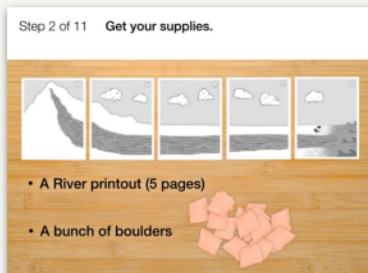 Step 2 of 11 Get your supplies.
• A River printout (5 pages)
• A bunch of boulders